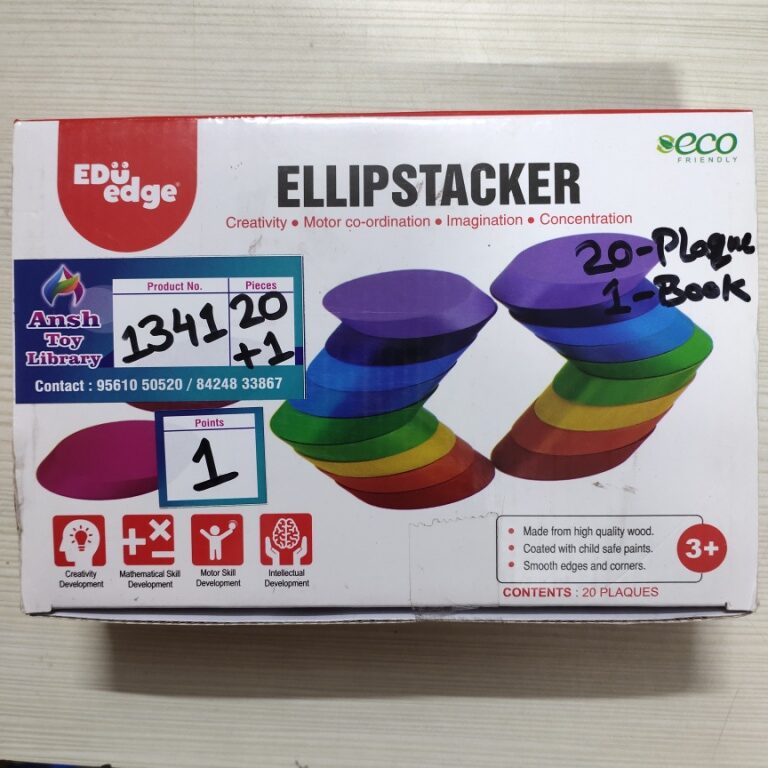 EDÜ
edge®
ELLIPSTACKER
eco
FRIENDLY
Creativity • Motor co-ordination • Imagination • Concentration
20-Plaque
1-Book
Ansh
Toy
Library
Product No.
Pieces
1341
20
+1
Contact : 95610 50520 / 84248 33867
Points
1
Creativity
Development
Mathematical Skill
Development
Motor Skill
Development
Intellectual
Development
• Made from high quality wood.
• Coated with child safe paints.
• Smooth edges and corners.
3+
CONTENTS : 20 PLAQUES